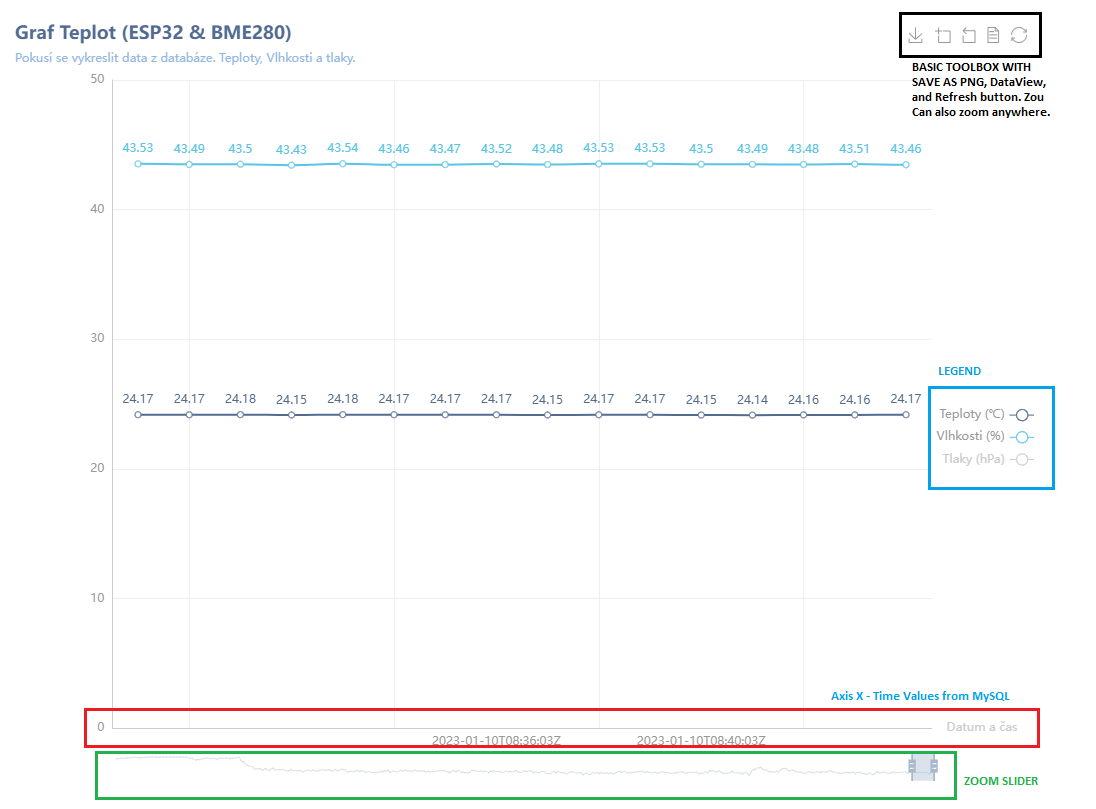 Graf Teplot (ESP32 & BME280)
Pokusí se vykreslit data z databáze. Teploty, Vlhkosti a tlaky.
BASIC TOOLBOX WITH
SAVE AS PNG, DataView,
and Refresh button. Zou
Can also zoom anywhere.
50
43.53 43.49 43.5 43.43 43.54 43.46 43.47 43.52 43.48 43.53 43.53 43.5 43.49 43.48 43.51 43.46
40
30
LEGEND
24.17 24.17 24.18 24.15 24.18 24.17 24.17 24.17 24.15 24.17 24.17 24.15 24.14 24.16 24.16 24.17
Teploty (°C)
Vlhkosti (%)
Tlaky (hPa)
20
10
Axis X - Time Values from MySQL
0
Datum a čas
2023-01-10T08:36:03Z 2023-01-10T08:40:03Z
ZOOM SLIDER